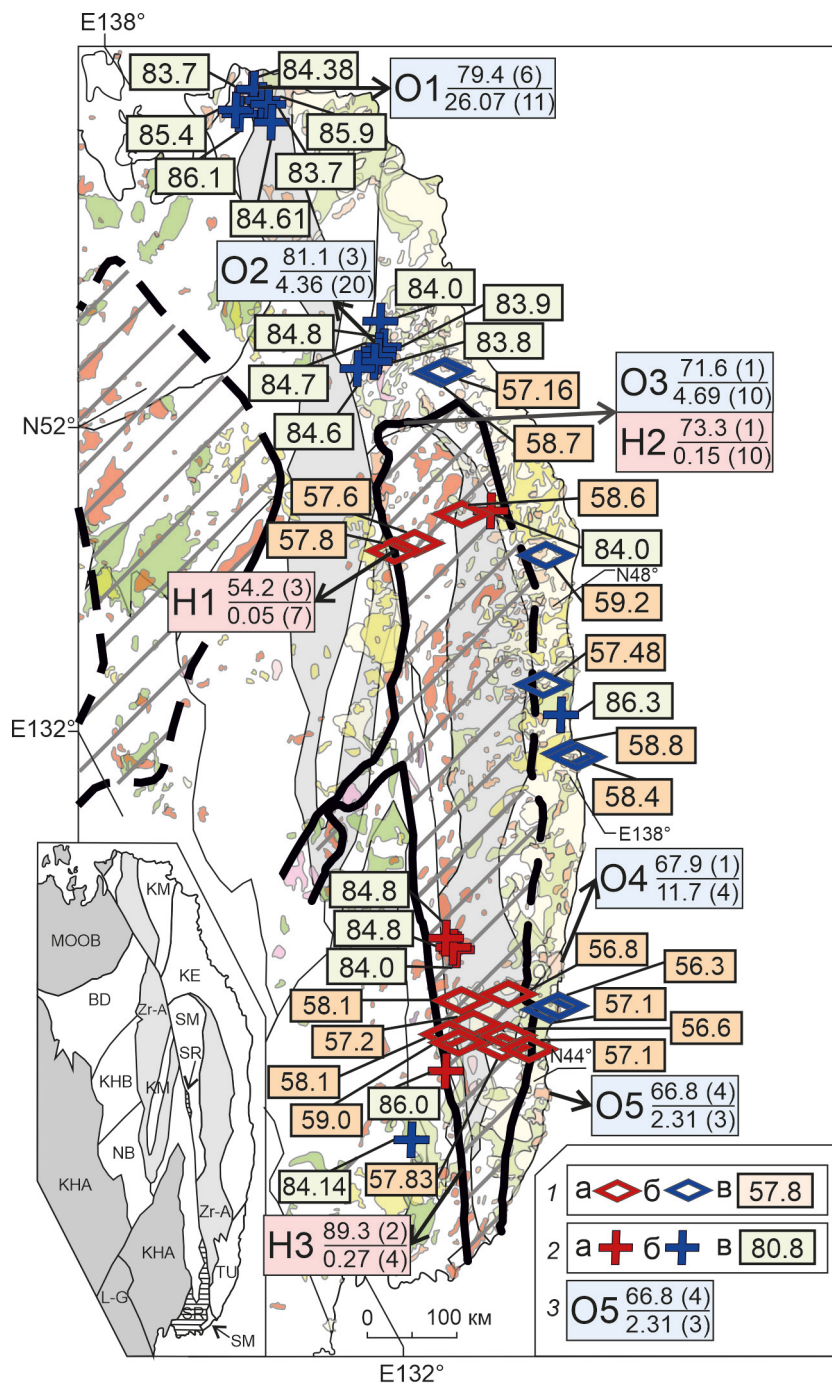 E138°
83.7
84.38
O1 79.4 (6)
26.07 (11)
85.4
85.9
86.1
83.7
84.61
O2 81.1 (3)
4.36 (20)
84.0
83.9
84.8
83.8
84.7
57.16
O3 71.6 (1)
4.69 (10)
84.6
N52°
58.7
H2 73.3 (1)
0.15 (10)
57.6
58.6
57.8
84.0
N48°
H1 54.2 (3)
0.05 (7)
59.2
57.48
86.3
E132°
58.8
58.4
E138°
O4 67.9 (1)
11.7 (4)
84.8
84.8
84.0
56.8
56.3
58.1
57.1
57.2
56.6
57.1
N44°
58.1
59.0
86.0
O5 66.8 (4)
2.31 (3)
84.14
57.83
H3 89.3 (2)
0.27 (4)
KM
MOOB
KE
BD
Zr-A
SM
SR
KHB
KM
NB
KHA
Zr-A
KHA
TU
L-G
SR
SM
0 100 км
E132°
1 а б в 57.8
2 а б в 80.8
3 O5 66.8 (4)
2.31 (3)